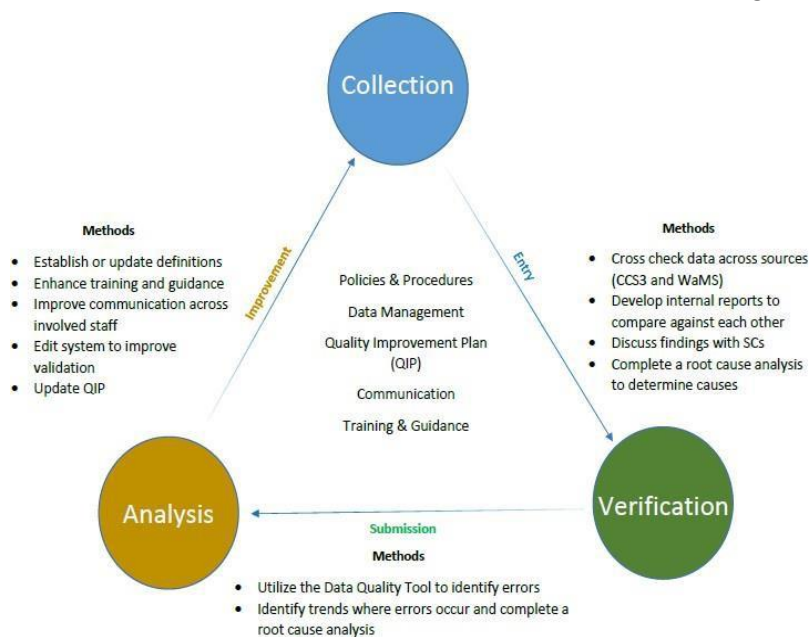 Collection
Methods
• Establish or update definitions
• Enhance training and guidance
• Improve communication across
involved staff
• Edit system to improve
validation
• Update QIP
Improvement
Policies & Procedures
Data Management
Quality Improvement Plan
(QIP)
Communication
Training & Guidance
Entry
Methods
• Cross check data across sources
(CCS3 and WaMS)
• Develop internal reports to
compare against each other
• Discuss findings with SCs
• Complete a root cause analysis
to determine causes
Analysis
Verification
Submission
Methods
• Utilize the Data Quality Tool to identify errors
• Identify trends where errors occur and complete a
root cause analysis